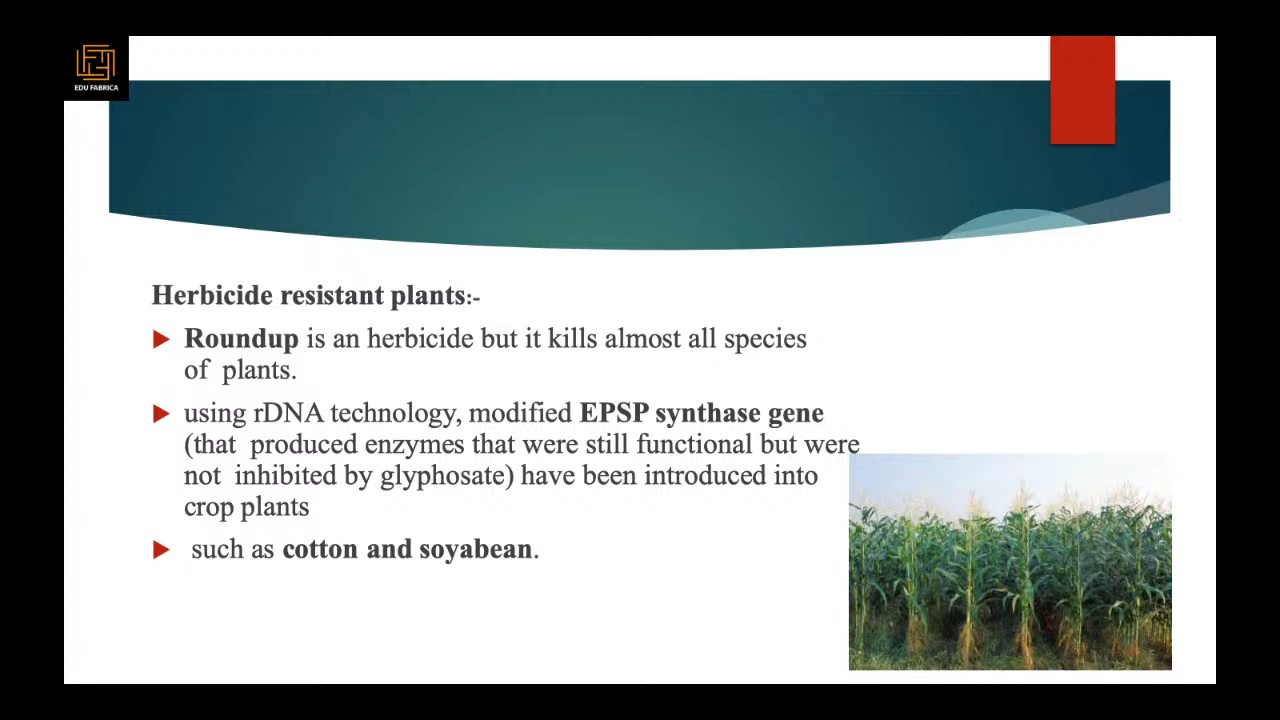 EDU FABRICA
Herbicide resistant plants:-
Roundup is an herbicide but it kills almost all species
of plants.
using rDNA technology, modified EPSP synthase gene
(that produced enzymes that were still functional but were
not inhibited by glyphosate) have been introduced into
crop plants
such as cotton and soyabean.